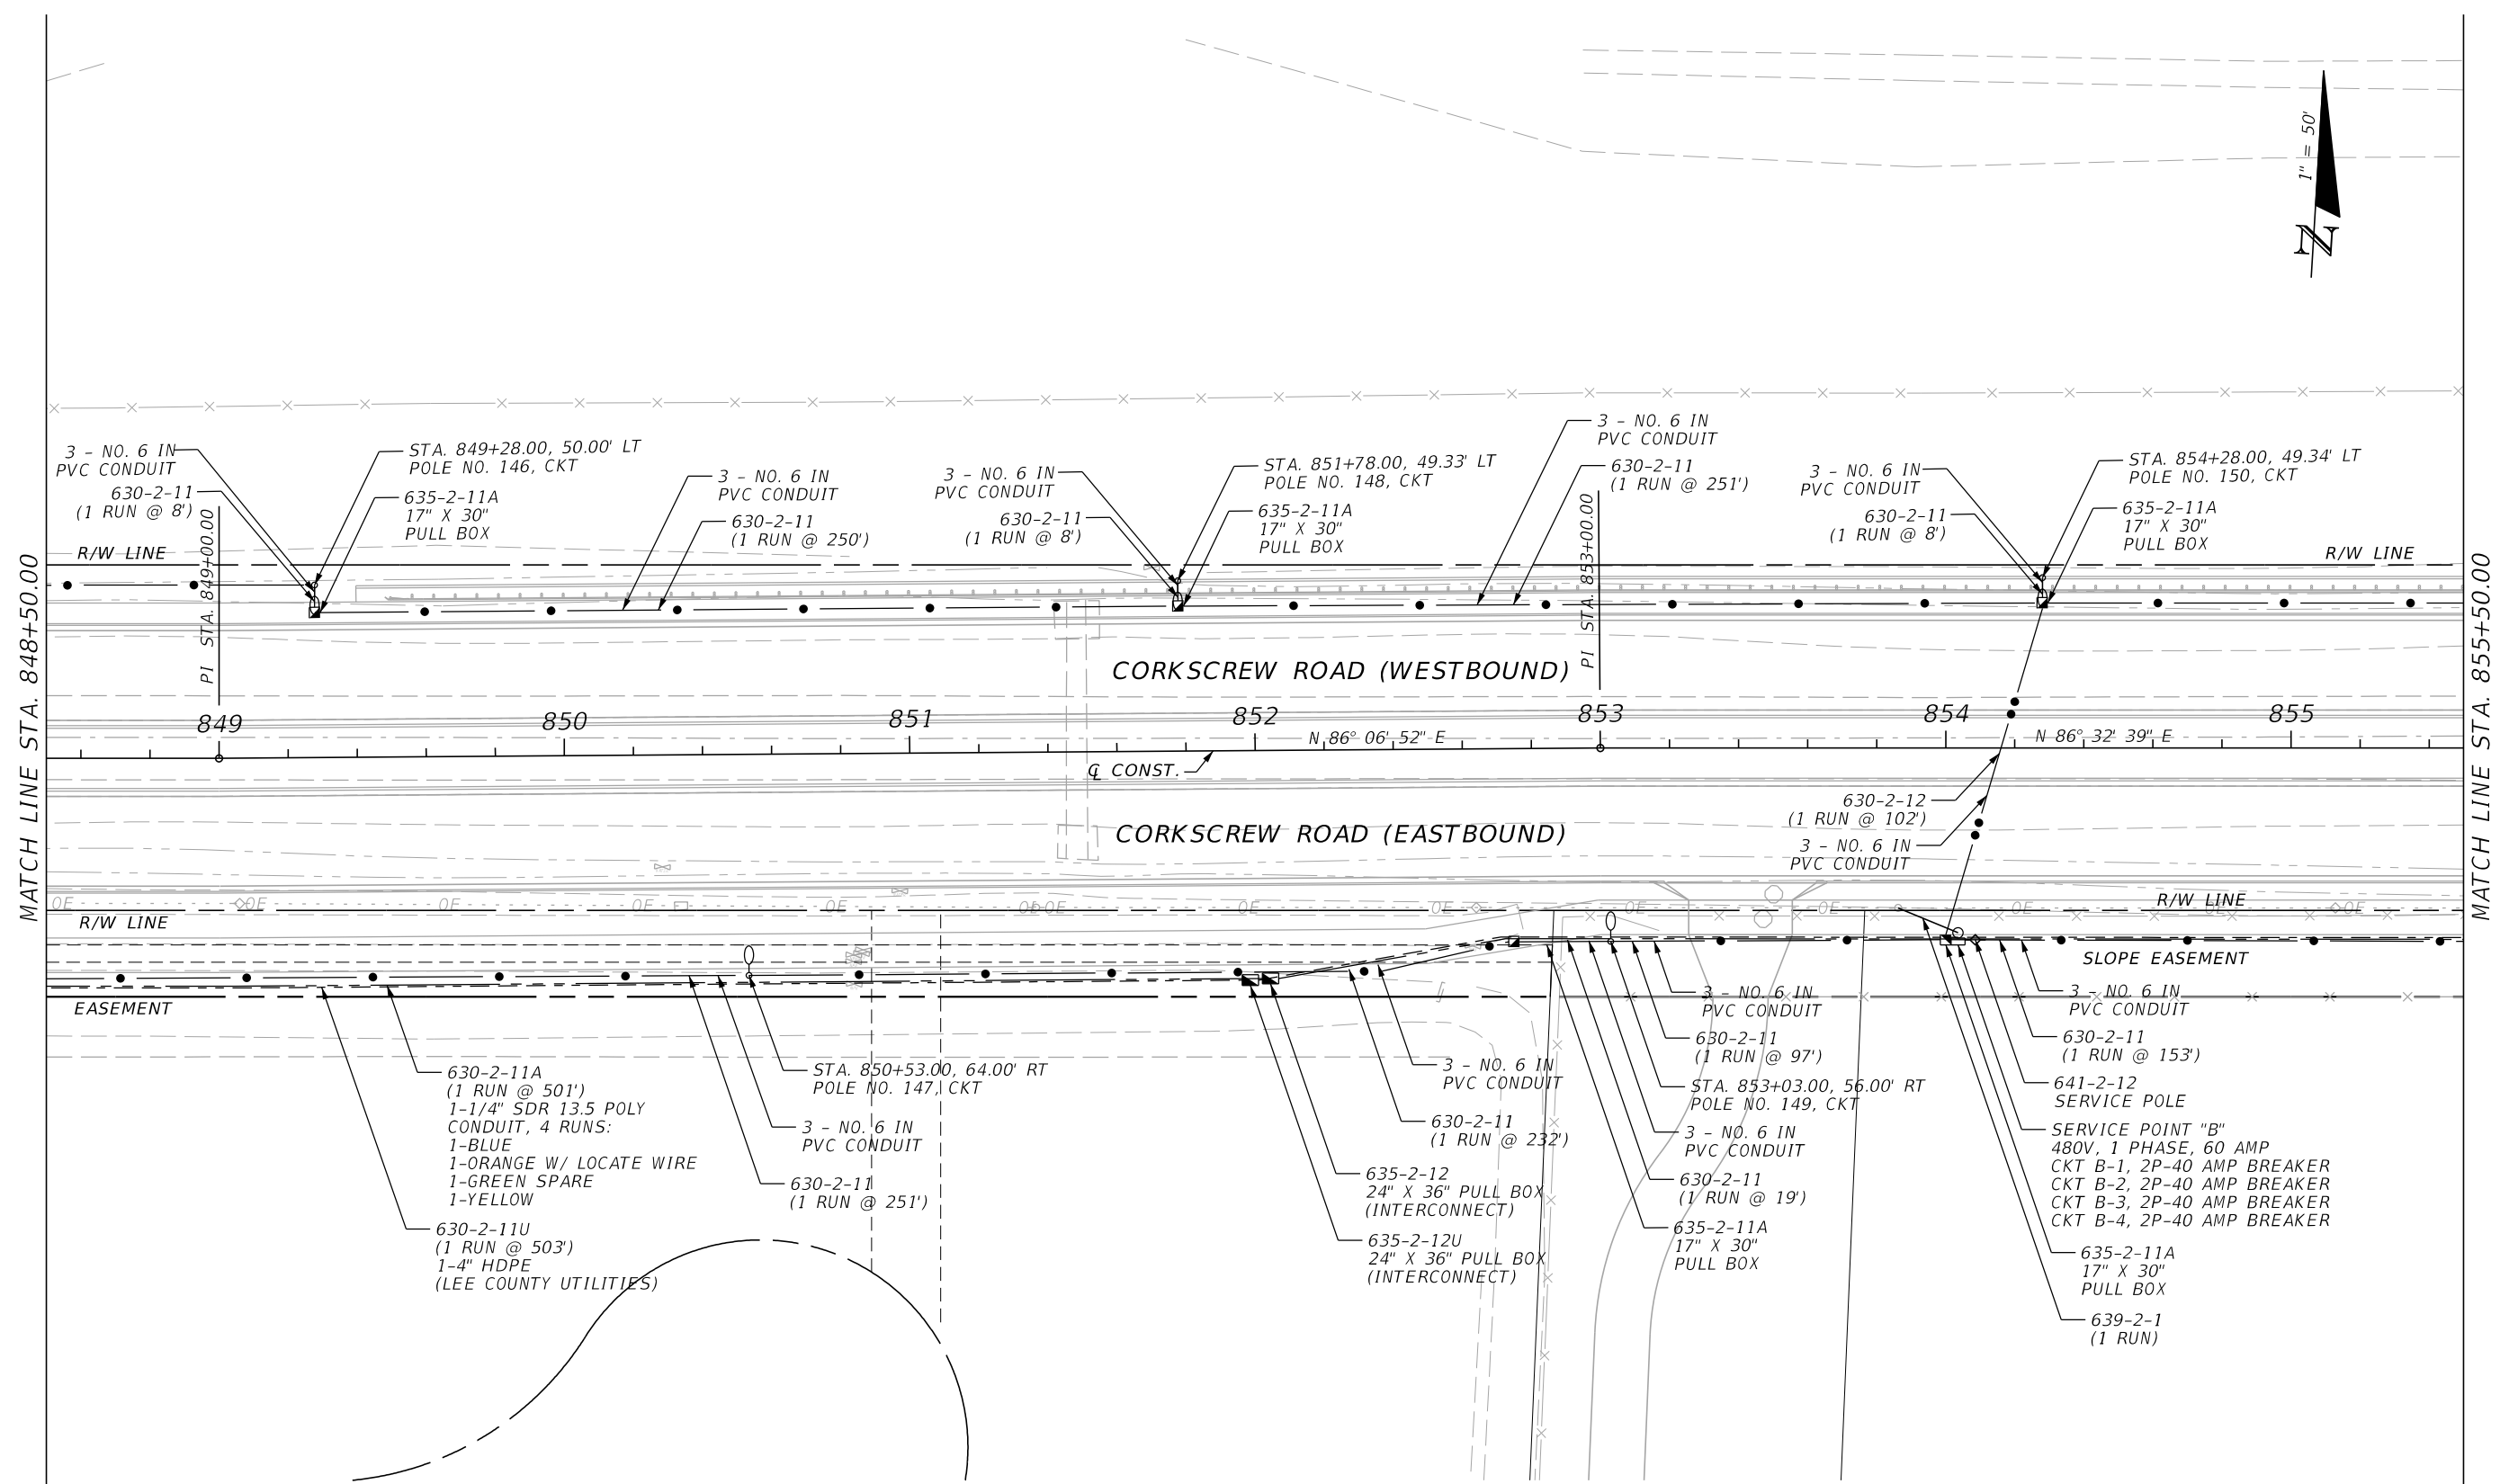 1" = 50'
N
MATCH LINE STA. 848+50.00
MATCH LINE STA. 855+50.00
3 - NO. 6 IN
PVC CONDUIT
630-2-11
(1 RUN @ 8')
R/W LINE
PI STA. 849+00.00
STA. 849+28.00, 50.00' LT
POLE NO. 146, CKT
635-2-11A
17" X 30"
PULL BOX
3 - NO. 6 IN
PVC CONDUIT
630-2-11
(1 RUN @ 250')
3 - NO. 6 IN
PVC CONDUIT
630-2-11
(1 RUN @ 8')
STA. 851+78.00, 49.33' LT
POLE NO. 148, CKT
635-2-11A
17" X 30"
PULL BOX
3 - NO. 6 IN
PVC CONDUIT
630-2-11
(1 RUN @ 251')
PI STA. 853+00.00
3 - NO. 6 IN
PVC CONDUIT
630-2-11
(1 RUN @ 8')
STA. 854+28.00, 49.34' LT
POLE NO. 150, CKT
635-2-11A
17" X 30"
PULL BOX
R/W LINE
CORKSCREW ROAD (WESTBOUND)
849 850 851 852 853 854 855
N 86° 06' 52" E
N 86° 32' 39" E
℄ CONST.
630-2-12
(1 RUN @ 102')
3 - NO. 6 IN
PVC CONDUIT
CORKSCREW ROAD (EASTBOUND)
OE OE OE OE OE OE OE OE OE OE OE OE OE OE
R/W LINE
R/W LINE
SLOPE EASEMENT
EASEMENT
630-2-11A
(1 RUN @ 501')
1-1/4" SDR 13.5 POLY
CONDUIT, 4 RUNS:
1-BLUE
1-ORANGE W/ LOCATE WIRE
1-GREEN SPARE
1-YELLOW
630-2-11U
(1 RUN @ 503')
1-4" HDPE
(LEE COUNTY UTILITIES)
STA. 850+53.00, 64.00' RT
POLE NO. 147, CKT
3 - NO. 6 IN
PVC CONDUIT
630-2-11
(1 RUN @ 251')
3 - NO. 6 IN
PVC CONDUIT
630-2-11
(1 RUN @ 232')
635-2-12
24" X 36" PULL BOX
(INTERCONNECT)
635-2-12U
24" X 36" PULL BOX
(INTERCONNECT)
3 - NO. 6 IN
PVC CONDUIT
630-2-11
(1 RUN @ 97')
STA. 853+03.00, 56.00' RT
POLE NO. 149, CKT
3 - NO. 6 IN
PVC CONDUIT
630-2-11
(1 RUN @ 19')
635-2-11A
17" X 30"
PULL BOX
3 - NO. 6 IN
PVC CONDUIT
630-2-11
(1 RUN @ 153')
641-2-12
SERVICE POLE
SERVICE POINT "B"
480V, 1 PHASE, 60 AMP
CKT B-1, 2P-40 AMP BREAKER
CKT B-2, 2P-40 AMP BREAKER
CKT B-3, 2P-40 AMP BREAKER
CKT B-4, 2P-40 AMP BREAKER
635-2-11A
17" X 30"
PULL BOX
639-2-1
(1 RUN)